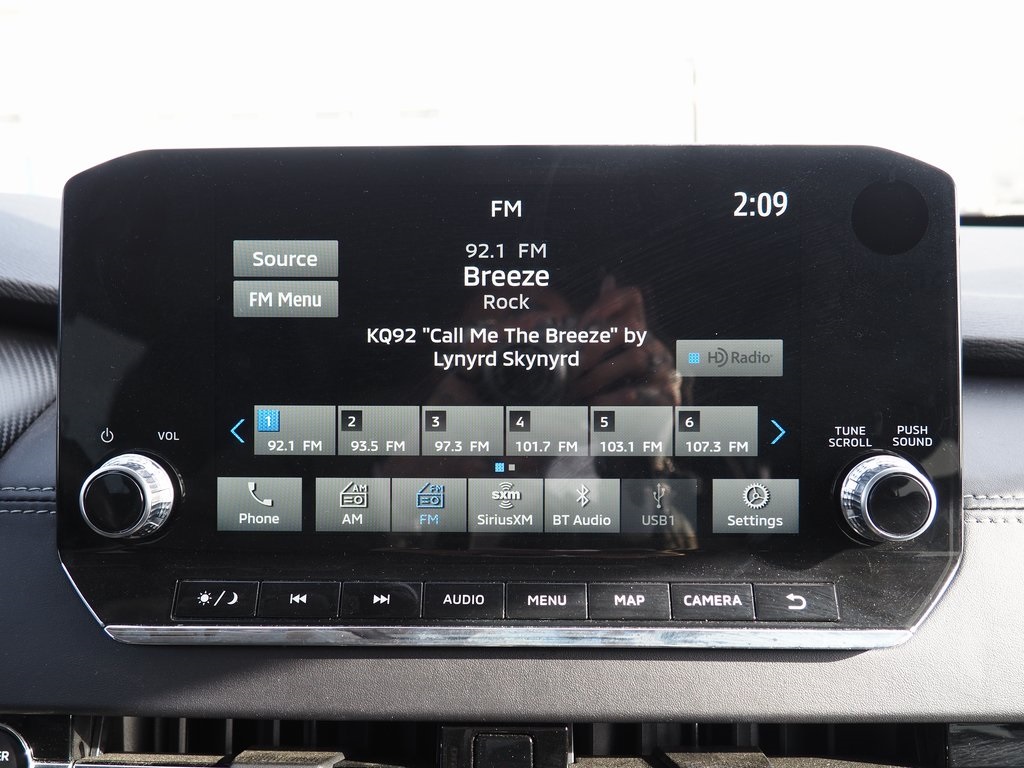 FM
2:09
Source
92.1 FM
Breeze
FM Menu
Rock
KQ92 "Call Me The Breeze" by
Lynyrd Skynyrd
HD Radio
1
92.1 FM
2
93.5 FM
3
97.3 FM
4
101.7 FM
5
103.1 FM
6
107.3 FM
VOL
TUNE
SCROLL
PUSH
SOUND
Phone
AM
AM
FM
FM
sxm
SiriusXM
BT Audio
USB1
Settings
AUDIO
MENU
MAP
CAMERA
ER